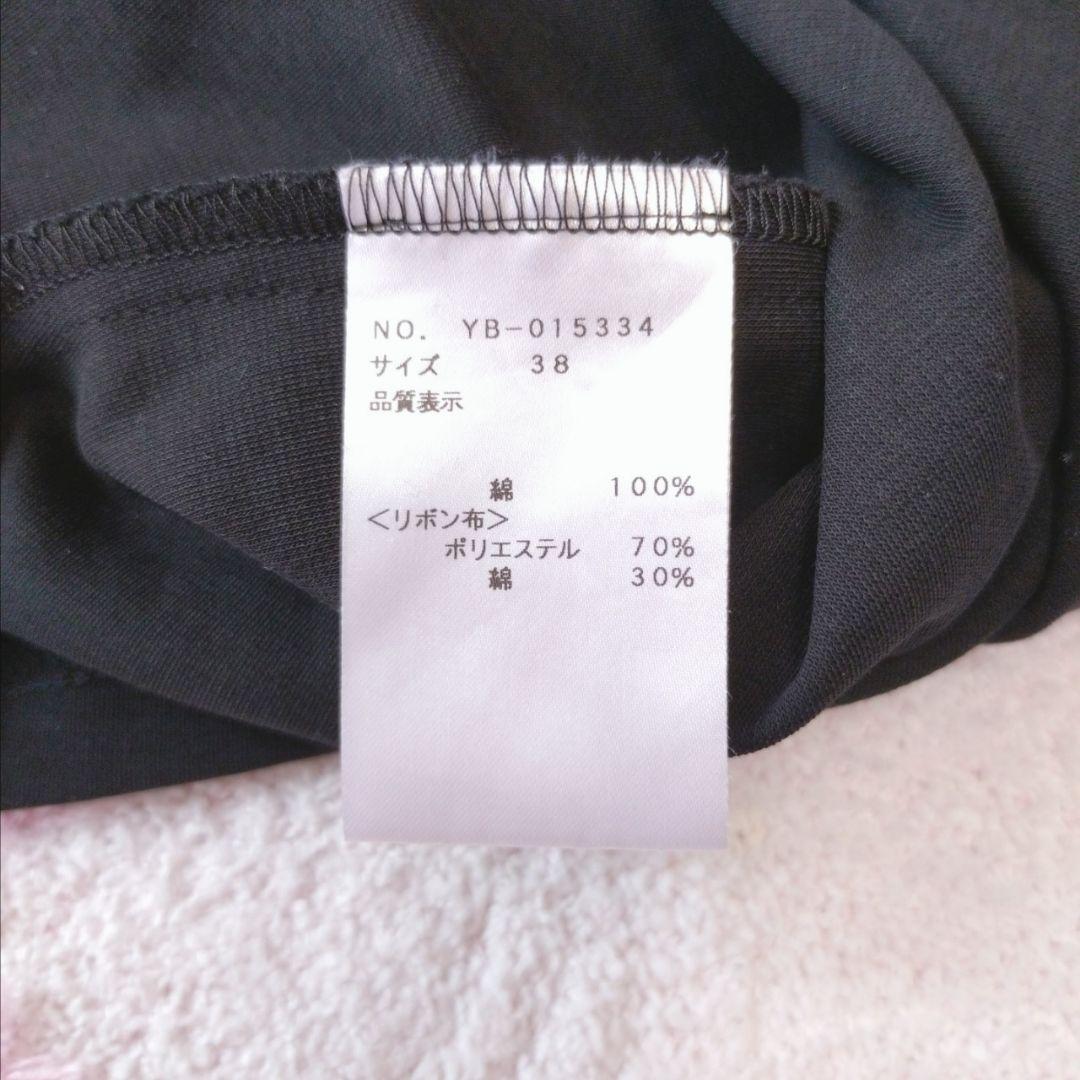 NO. YB-015334
サイズ 38
品質表示
綿 100%
<リボン布>
ポリエステル 70%
綿 30%